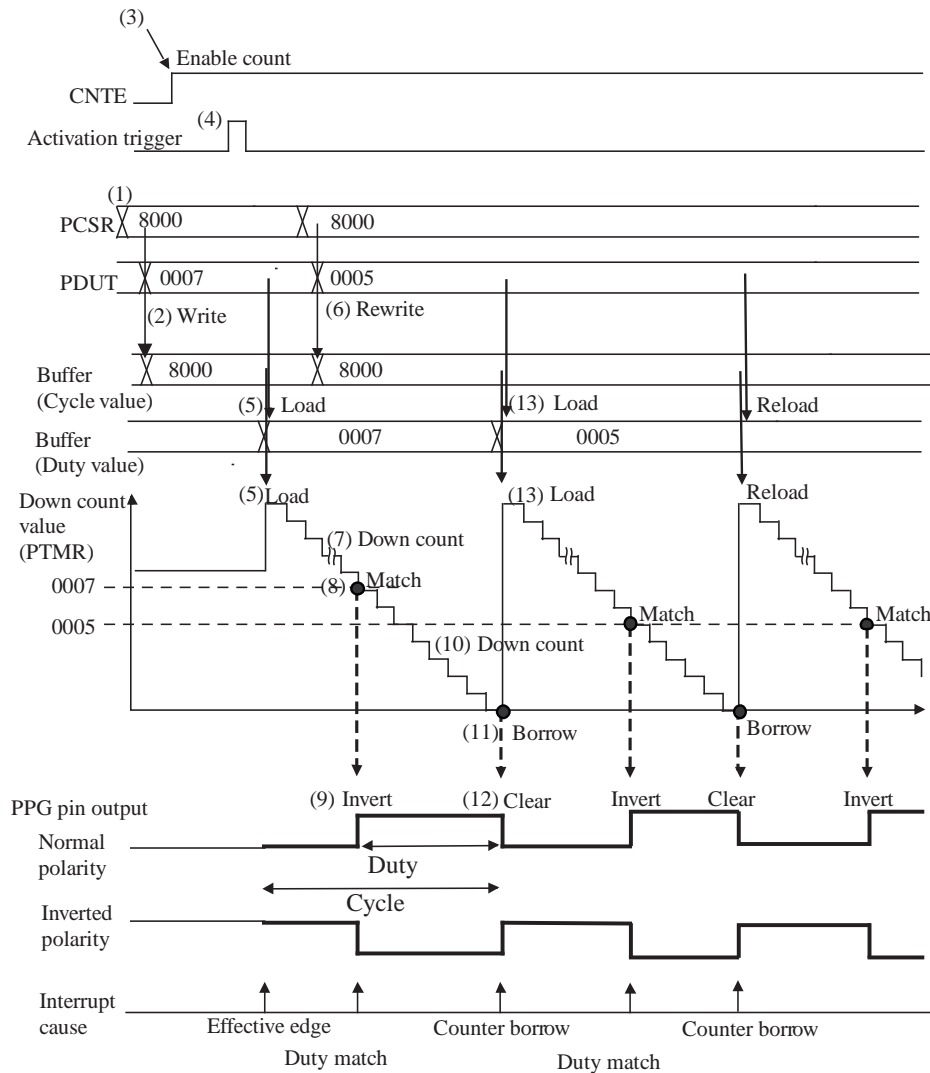 (3)
Enable count
CNTE
(4)
Activation trigger
(1)
PCSR
8000
8000
PDUT
0007
0005
(2) Write
(6) Rewrite
Buffer
(Cycle value)
8000
8000
(5) Load
(13) Load
Reload
Buffer
(Duty value)
0007
0005
(5) Load
(13) Load
Reload
Down count
value
(PTMR)
(7) Down count
0007
(8)
Match
0005
Match
Match
(10) Down count
(11) Borrow
Borrow
PPG pin output
(9) Invert
(12) Clear
Invert
Clear
Invert
Normal
polarity
Duty
Cycle
Inverted
polarity
Interrupt
cause
Effective edge
Counter borrow
Counter borrow
Duty match
Duty match